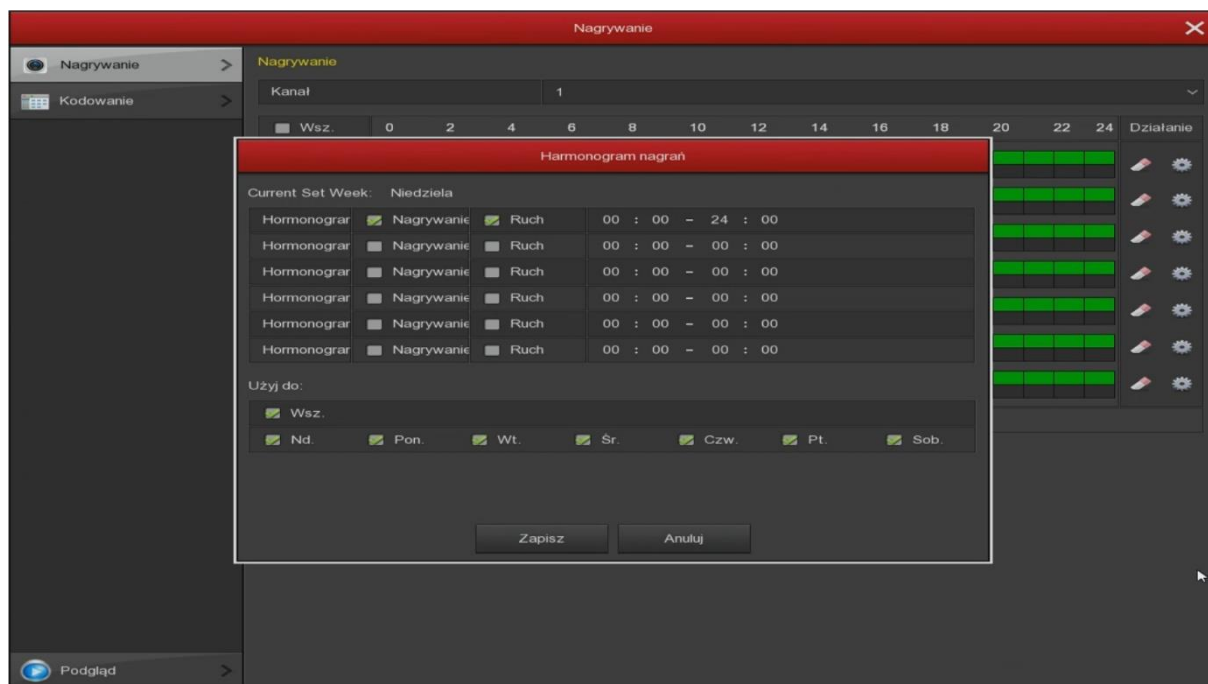 Nagrywanie
Nagrywanie
Kodowanie
Nagrywanie
Kanał 1
Wsz. 0 2 4 6 8 10 12 14 16 18 20 22 24 Działanie
Harmonogram nagrań
Current Set Week: Niedziela
Hormonograr Nagrywanie Ruch 00 : 00 - 24 : 00
Hormonograr Nagrywanie Ruch 00 : 00 - 00 : 00
Hormonograr Nagrywanie Ruch 00 : 00 - 00 : 00
Hormonograr Nagrywanie Ruch 00 : 00 - 00 : 00
Hormonograr Nagrywanie Ruch 00 : 00 - 00 : 00
Hormonograr Nagrywanie Ruch 00 : 00 - 00 : 00
Użyj do:
Wsz.
Nd. Pon. Wt. Śr. Czw. Pt. Sob.
Zapisz Anuluj
Podgląd